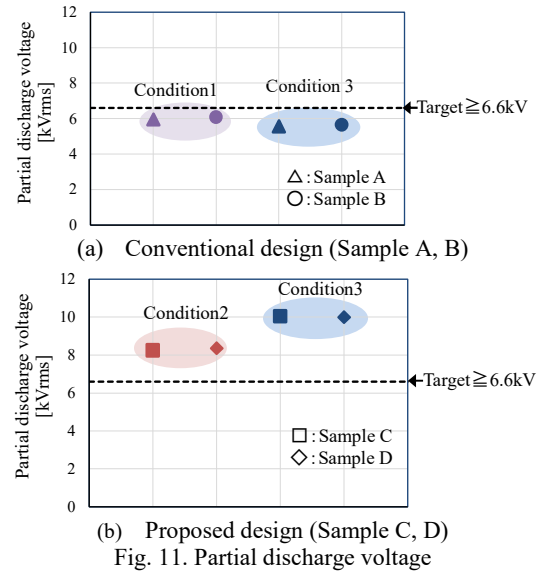 Partial discharge voltage
[kVrms]
12
10
8
6
4
2
0
Condition1
Condition 3
Target≧6.6kV
△ : Sample A
○ : Sample B
(a) Conventional design (Sample A, B)
Partial discharge voltage
[kVrms]
12
10
8
6
4
2
0
Condition2
Condition3
Target≧6.6kV
□ : Sample C
◇ : Sample D
(b) Proposed design (Sample C, D)
Fig. 11. Partial discharge voltage